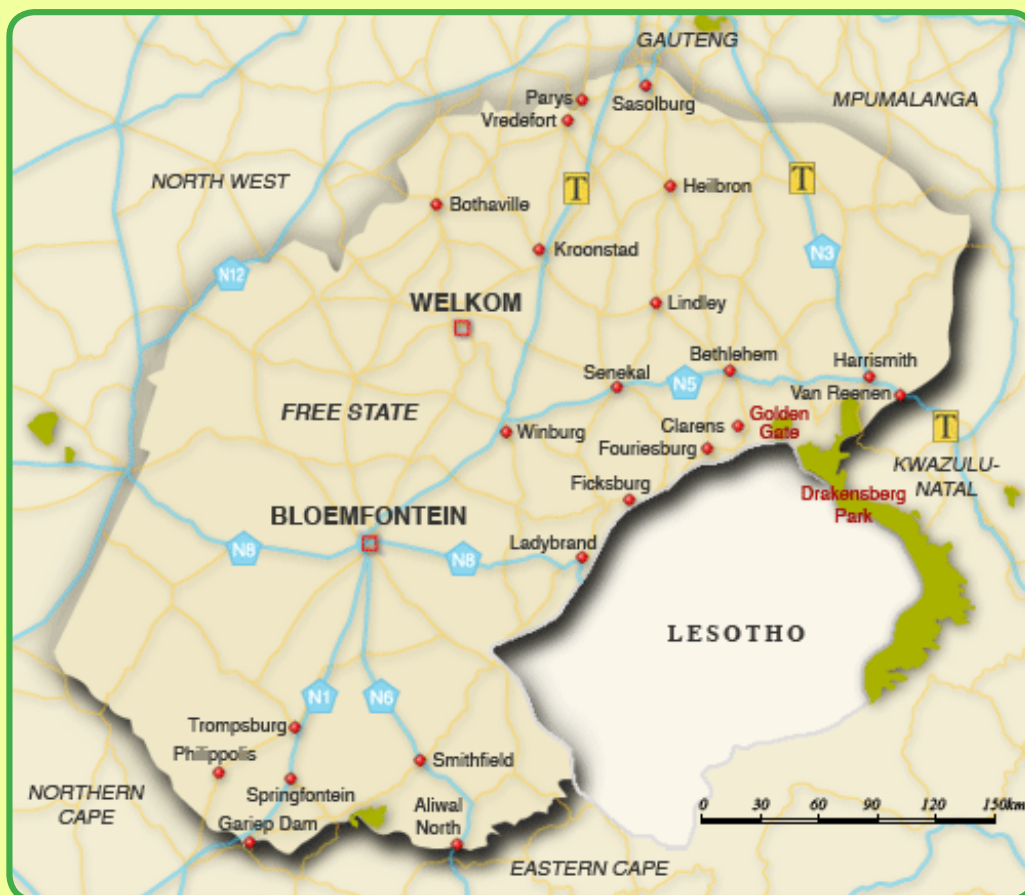 GAUTENG
MPUMALANGA
Parys
Sasolburg
Vredefort
NORTH WEST
T
T
Heilbron
Bothaville
Kroonstad
N3
N12
WELKOM
Lindley
Bethlehem
Harrismith
Senekal
N5
Van Reenen
FREE STATE
Golden
Gate
Clarens
T
Winburg
Fouriesburg
KWAZULU-
NATAL
Ficksburg
Drakensberg
Park
BLOEMFONTEIN
Ladybrand
N8
N8
LESOTHO
N1
N6
Trompsburg
Philippolis
Smithfield
NORTHERN
CAPE
Springfontein
Aliwal
North
Gariep Dam
0 30 60 90 120 150km
EASTERN CAPE